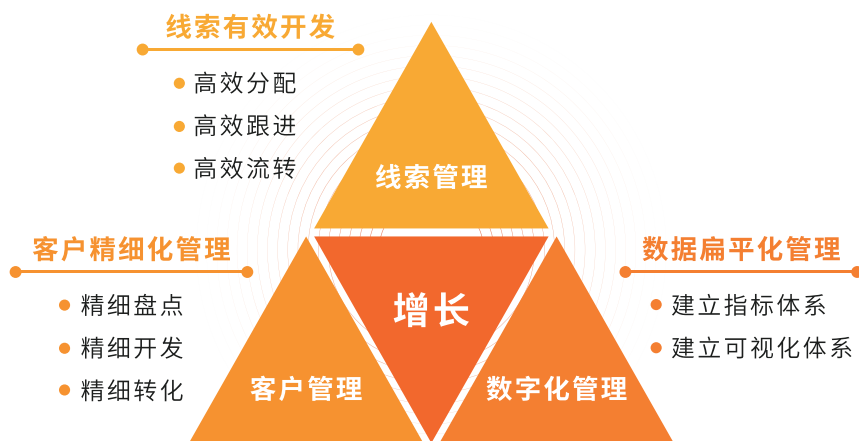 线索有效开发
高效分配
高效跟进
高效流转
线索管理
客户精细化管理
精细盘点
精细开发
精细转化
数据扁平化管理
建立指标体系
建立可视化体系
增长
客户管理
数字化管理